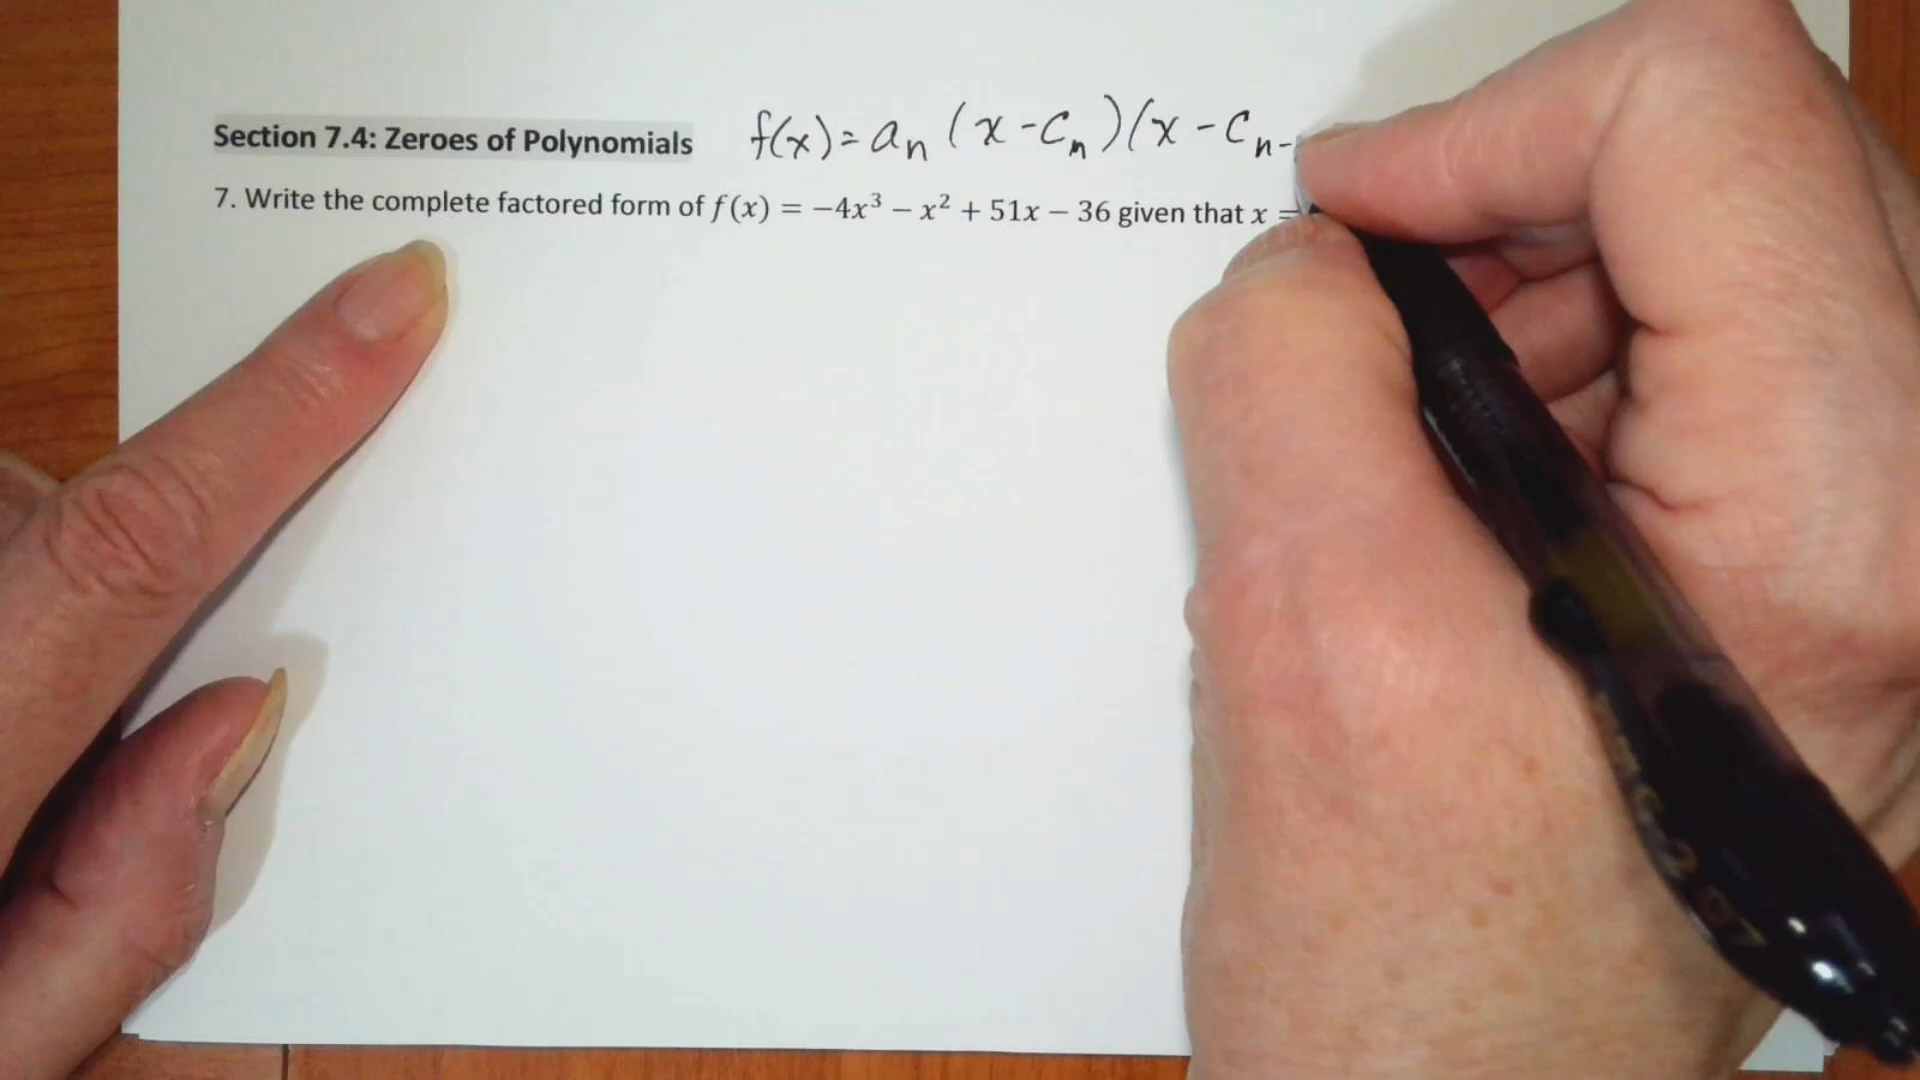 Section 7.4: Zeroes of Polynomials f(x) = aₙ (x - cₙ)(x - cₙ₋
7. Write the complete factored form of f(x) = −4x³ − x² + 51x − 36 given that x =